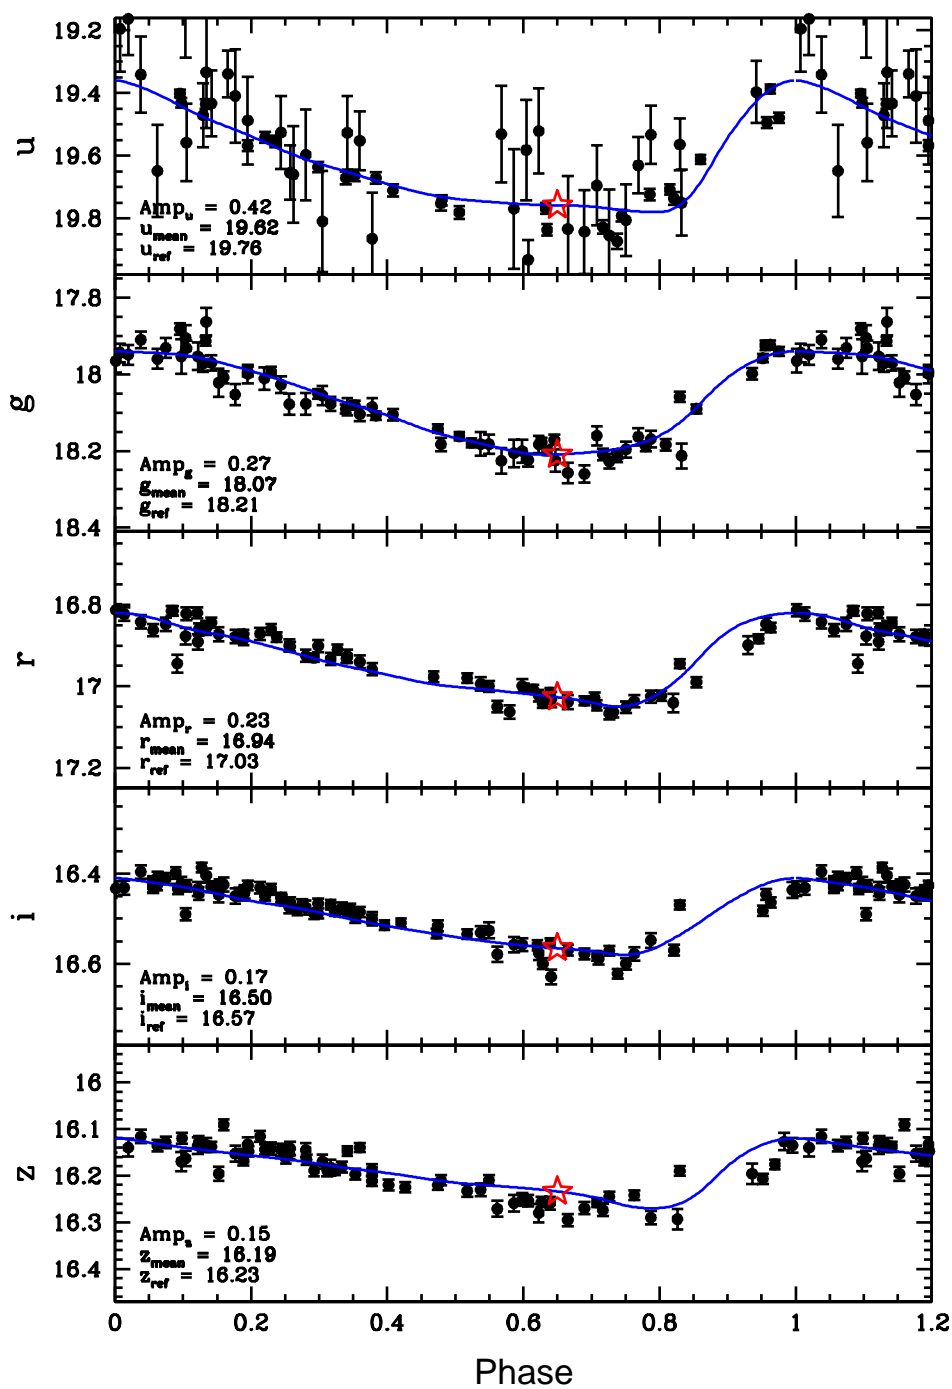 19.2
19.4
19.6
19.8
u
Amp_u = 0.42
u_mean = 19.62
u_ref = 19.76
17.8
18
18.2
18.4
g
Amp_g = 0.27
g_mean = 18.07
g_ref = 18.21
16.8
17
17.2
r
Amp_r = 0.23
r_mean = 16.94
r_ref = 17.03
16.4
16.6
i
Amp_i = 0.17
i_mean = 16.50
i_ref = 16.57
16
16.1
16.2
16.3
16.4
z
Amp_z = 0.15
z_mean = 16.19
z_ref = 16.23
0 0.2 0.4 0.6 0.8 1 1.2
Phase